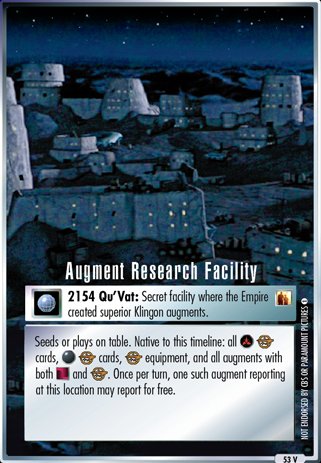 Augment Research Facility
2154 Qu'Vat: Secret facility where the Empire
created superior Klingon augments.
Seeds or plays on table. Native to this timeline: all
cards, cards, equipment, and all augments with
both and . Once per turn, one such augment reporting
at this location may report for free.
NOT ENDORSED BY CBS OR PARAMOUNT PICTURES
53 V